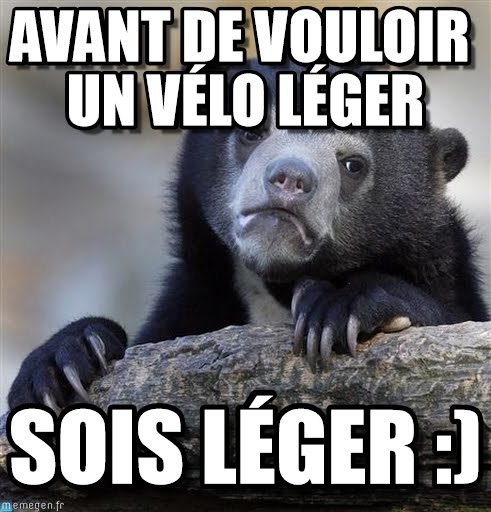 AVANT DE VOULOIR
UN VÉLO LÉGER
SOIS LÉGER :)
memegen.fr